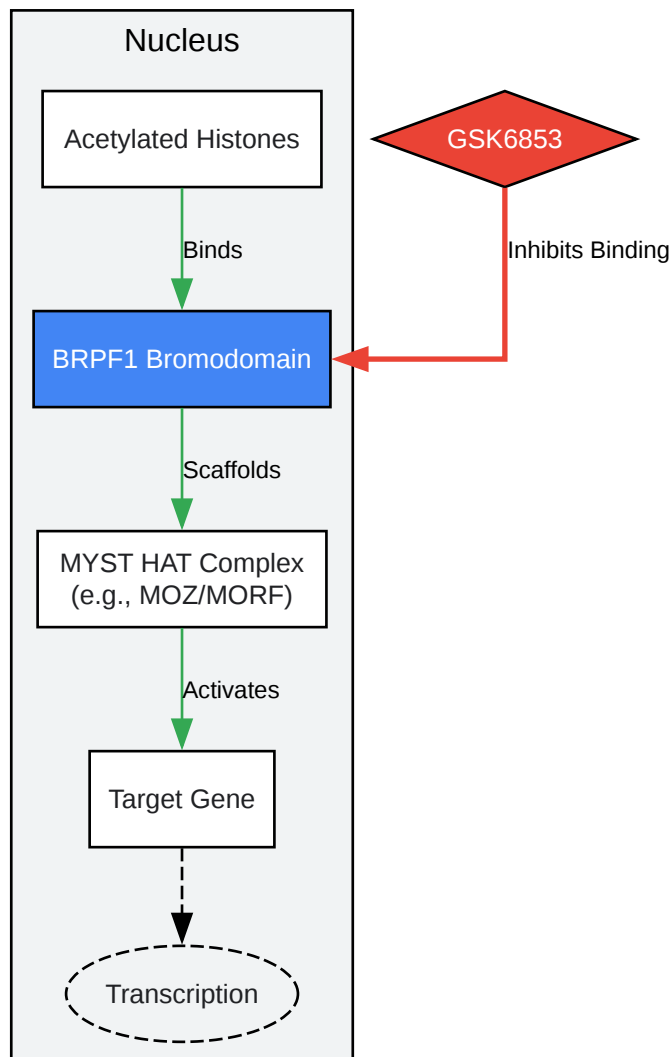 Nucleus
Acetylated Histones
GSK6853
Binds
Inhibits Binding
BRPF1 Bromodomain
Scaffolds
MYST HAT Complex
(e.g., MOZ/MORF)
Activates
Target Gene
Transcription